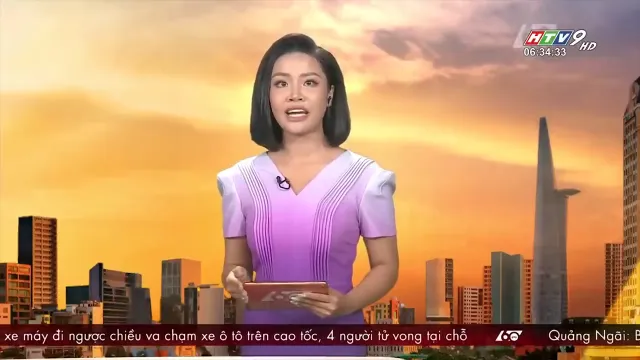 HTV9 HD
06:34:33
xe máy đi ngược chiều va chạm xe ô tô trên cao tốc, 4 người tử vong tại chỗ
60
Quảng Ngãi: B